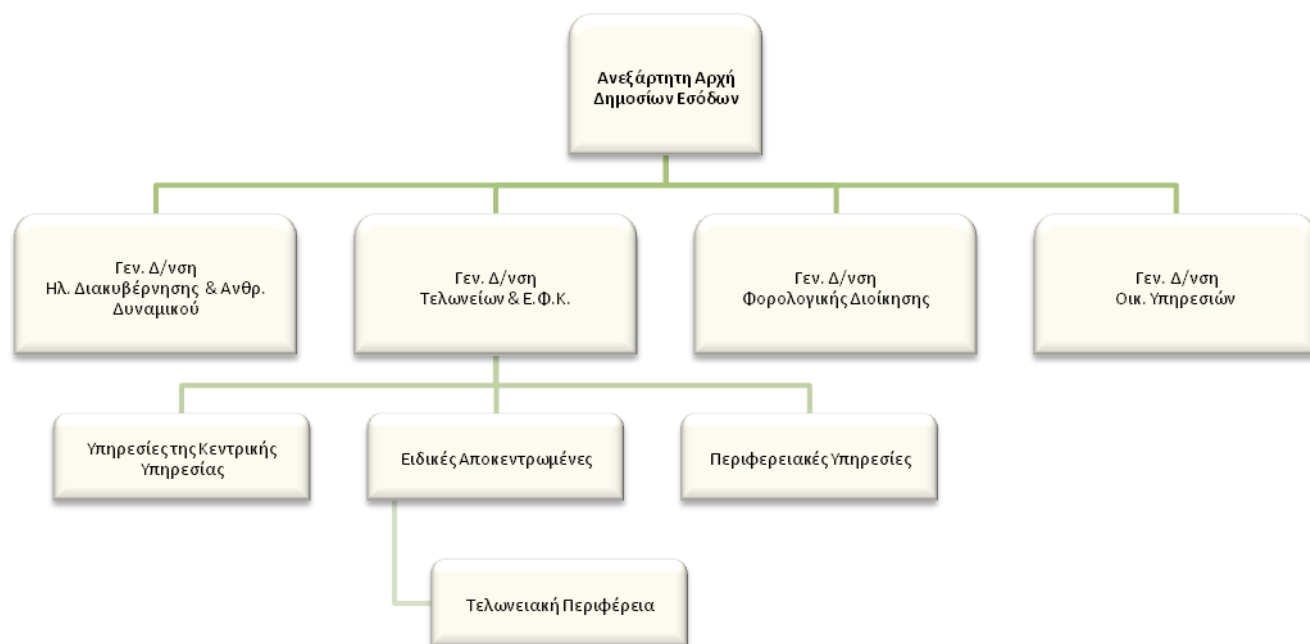 Ανεξάρτητη Αρχή
Δημοσίων Εσόδων
Γεν. Δ/νση
Ηλ. Διακυβέρνησης & Ανθρ.
Δυναμικού
Γεν. Δ/νση
Τελωνείων & Ε.Φ.Κ.
Γεν. Δ/νση
Φορολογικής Διοίκησης
Γεν. Δ/νση
Οικ. Υπηρεσιών
Υπηρεσίες της Κεντρικής
Υπηρεσίας
Ειδικές Αποκεντρωμένες
Περιφερειακές Υπηρεσίες
Τελωνειακή Περιφέρεια